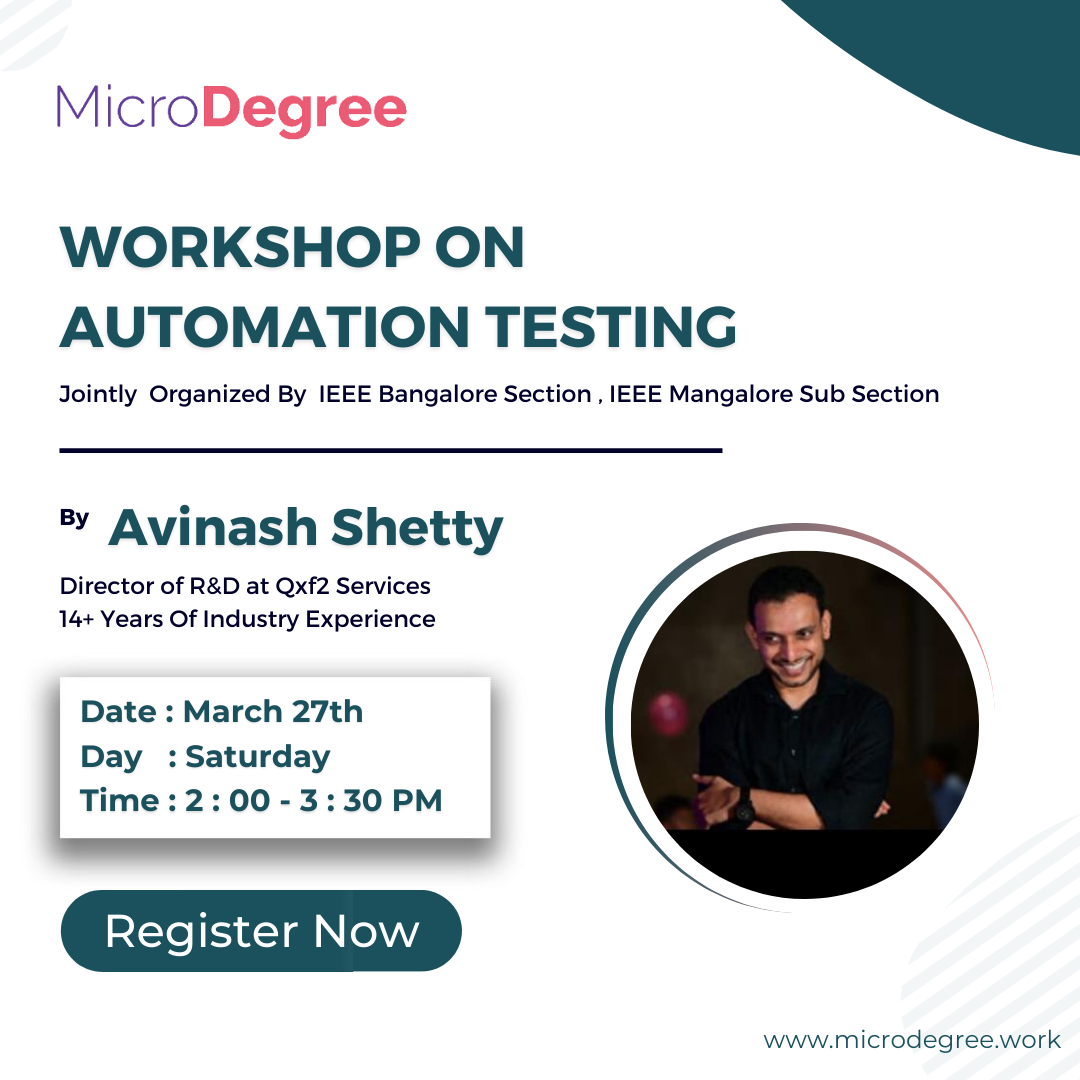 MicroDegree
WORKSHOP ON
AUTOMATION TESTING
Jointly Organized By IEEE Bangalore Section , IEEE Mangalore Sub Section
By Avinash Shetty
Director of R&D at Qxf2 Services
14+ Years Of Industry Experience
Date : March 27th
Day : Saturday
Time : 2 : 00 - 3 : 30 PM
Register Now
www.microdegree.work